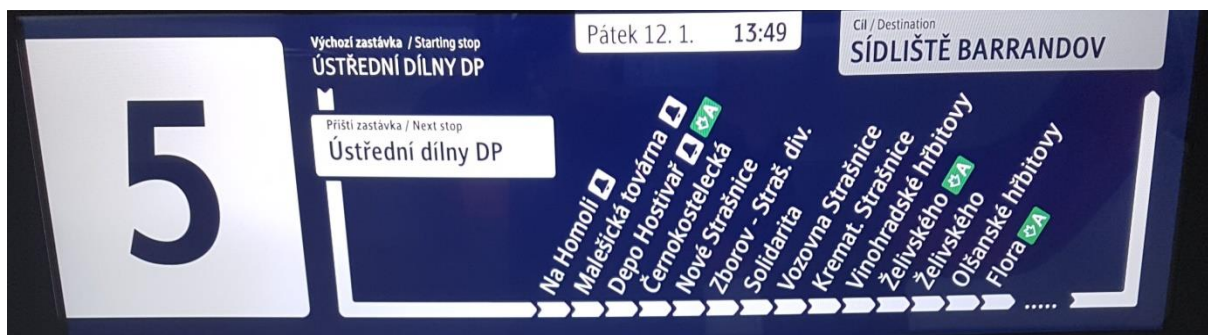 5
Výchozí zastávka / Starting stop
ÚSTŘEDNÍ DÍLNY DP
Příští zastávka / Next stop
Ústřední dílny DP
Pátek 12. 1. 13:49
Cíl / Destination
SÍDLIŠTĚ BARRANDOV
Na Homoli
Malešická továrna
Depo Hostivař A
Černokostelecká
Nové Strašnice
Zborov - Straš. div.
Solidarita
Vozovna Strašnice
Kremat. Strašnice
Vinohradské hřbitovy
Želivského A
Želivského
Olšanské hřbitovy
Flora A
.....